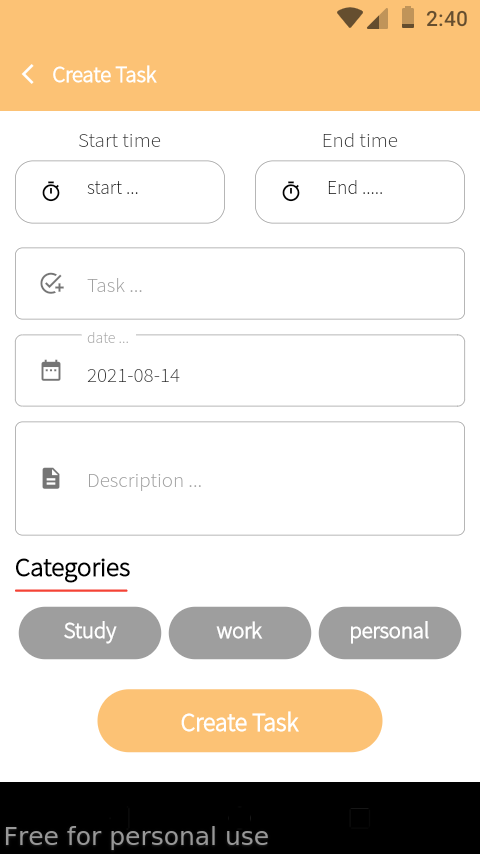 2:40
Create Task
Start time
End time
start ...
End .....
Task ...
date ...
2021-08-14
Description ...
Categories
Study
work
personal
Create Task
Free for personal use